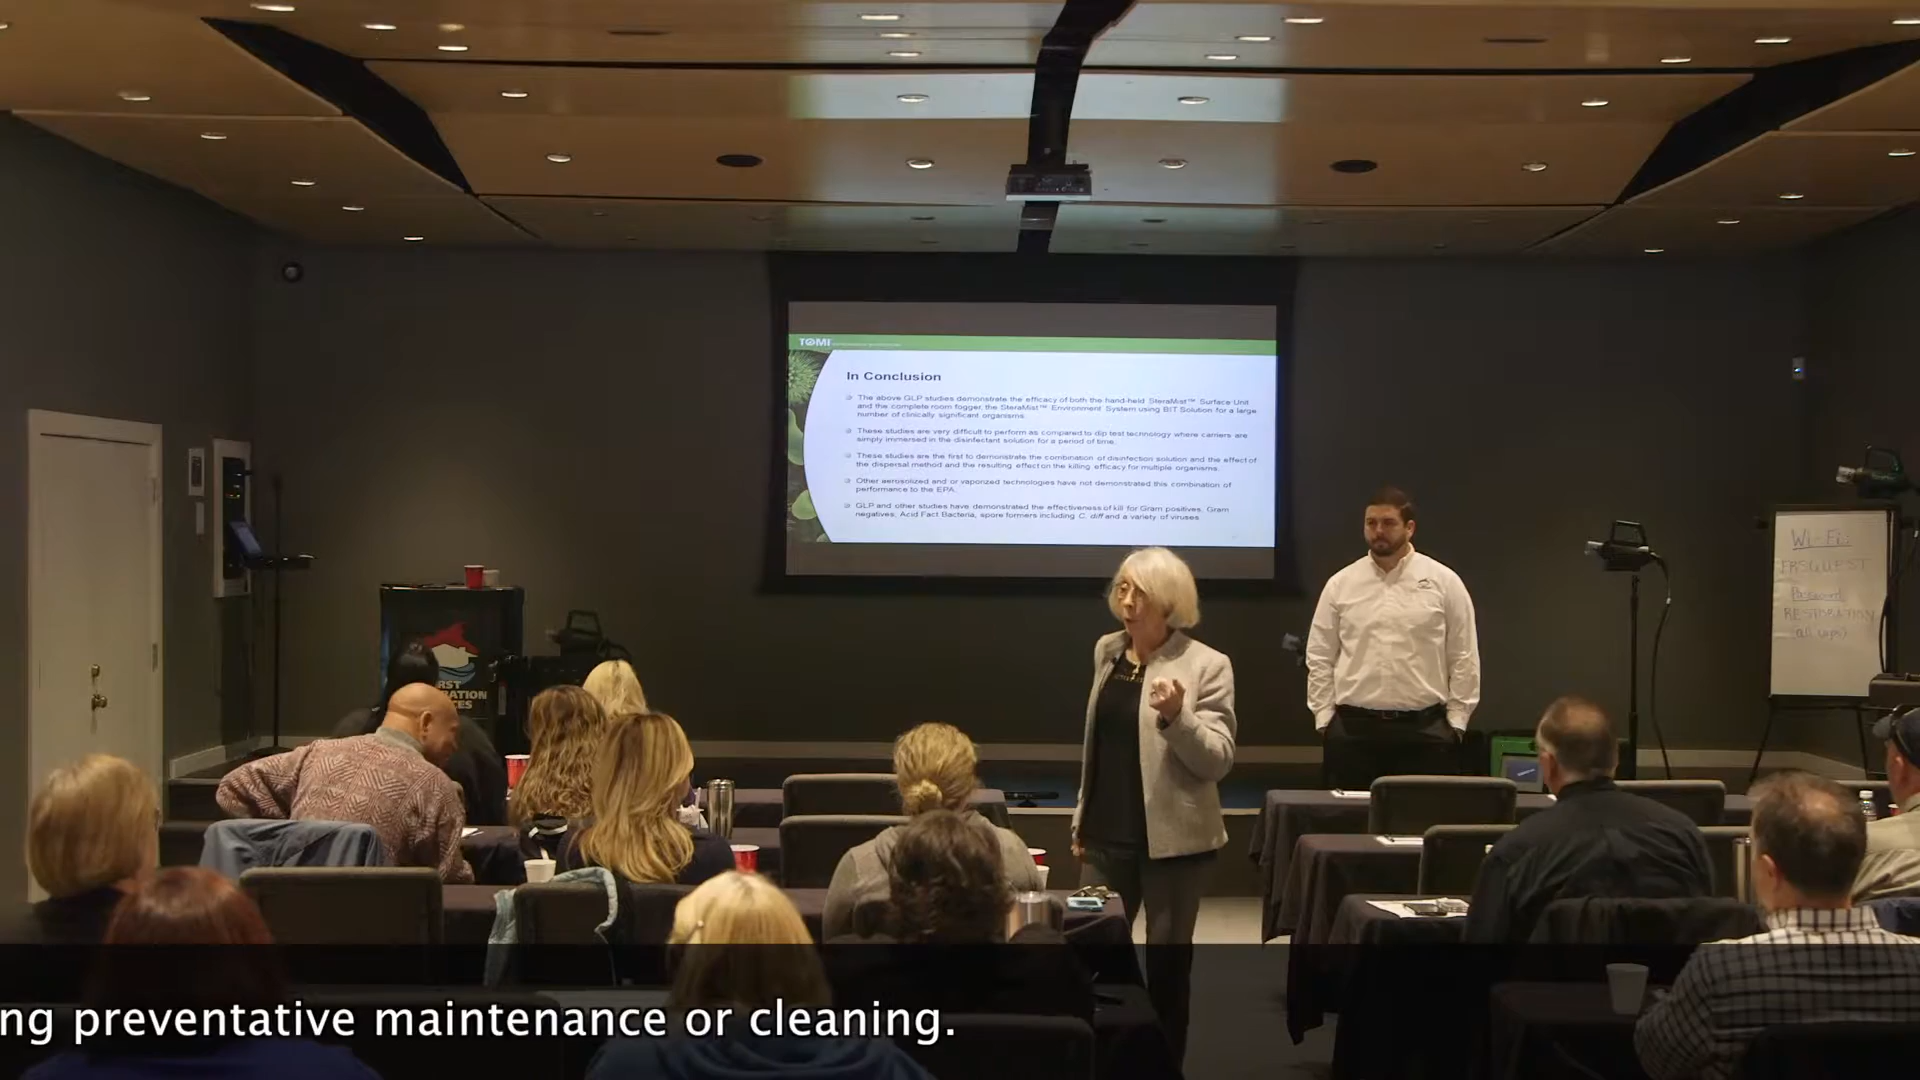 TOMI
In Conclusion
The above GLP studies demonstrate the efficacy of both the hand-held SteraMist™ Surface Unit
and the complete room fogger, the SteraMist™ Environment System using BIT Solution for a large
number of clinically significant organisms.
These studies are very difficult to perform as compared to dip test technology where carriers are
simply immersed in the disinfectant solution for a period of time.
These studies are the first to demonstrate the combination of disinfection solution and the effect of
the dispersal method and the resulting effect on the killing efficacy for multiple organisms.
Other aerosolized and or vaporized technologies have not demonstrated this combination of
performance to the EPA.
GLP and other studies have demonstrated the effectiveness of kill for Gram positives, Gram
negatives, Acid Fact Bacteria, spore formers including C. diff and a variety of viruses
Wi-Fi:
FRSGUEST
Password
RESTORATION
(all caps)
RST
RATION
CES
ng preventative maintenance or cleaning.